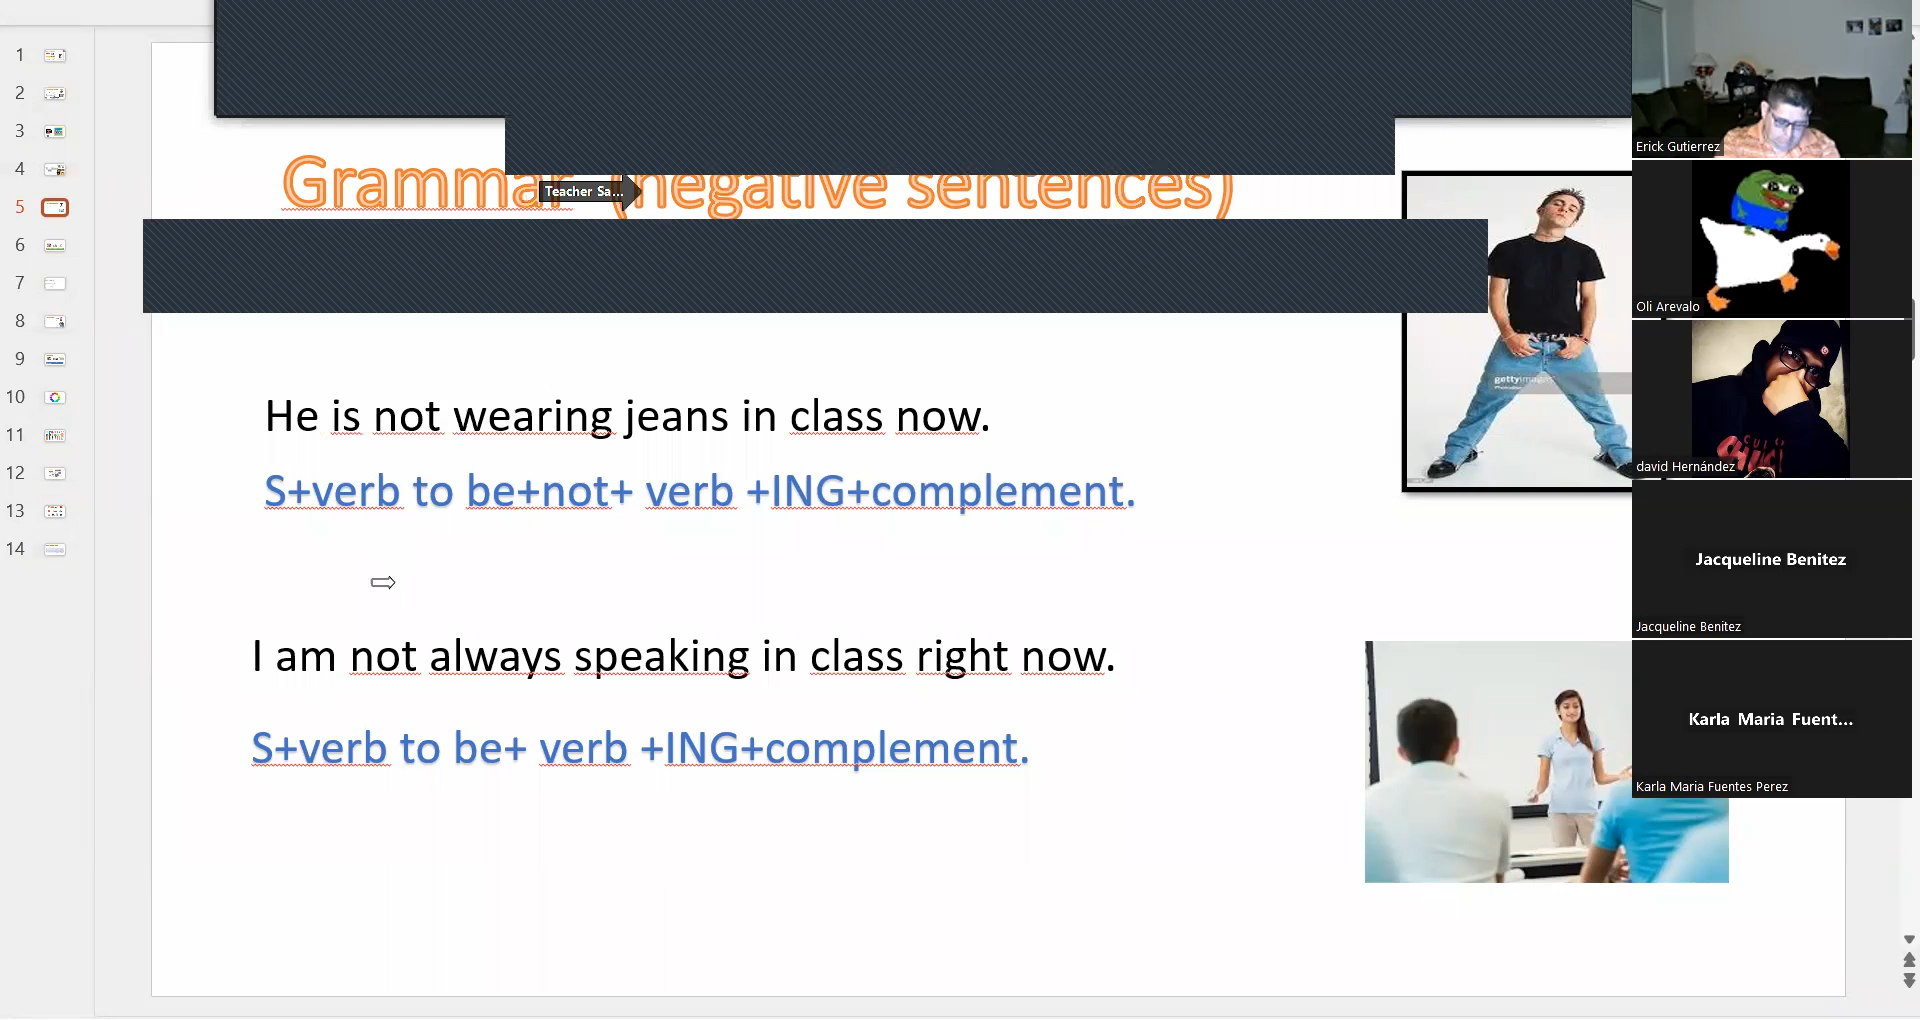 1
2
3
4
5
6
7
8
9
10
11
12
13
14
Grammar (negative sentences)
Teacher Sa...
He is not wearing jeans in class now.
S+verb to be+not+ verb +ING+complement.
I am not always speaking in class right now.
S+verb to be+ verb +ING+complement.
gettyimages
Erick Gutierrez
Oli Arevalo
david Hernández
Jacqueline Benitez
Jacqueline Benitez
Karla Maria Fuent...
Karla Maria Fuentes Perez